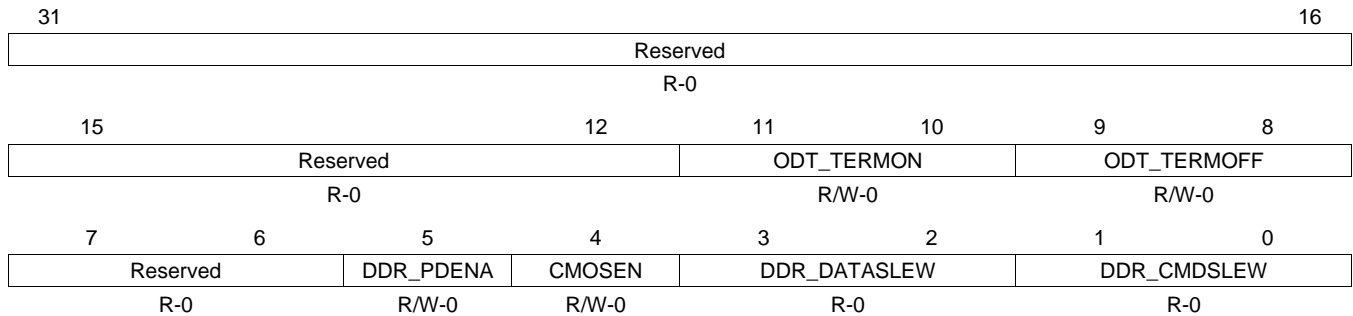 31 16
Reserved
R-0
15 12 11 10 9 8
Reserved ODT_TERMON ODT_TERMOFF
R-0 R/W-0 R/W-0
7 6 5 4 3 2 1 0
Reserved DDR_PDENA CMOSEN DDR_DATASLEW DDR_CMDSLEW
R-0 R/W-0 R/W-0 R-0 R-0